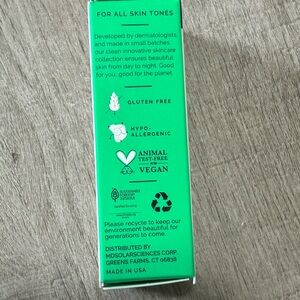 FOR ALL SKIN TONES
Developed by dermatologists
and made in small batches,
our clean innovative skincare
collection ensures beautiful
skin from day to night. Good
for you, good for the planet.
GLUTEN FREE
HYPO-
ALLERGENIC
ANIMAL
TEST-FREE
VEGAN
SUSTAINABLE
FORESTRY
INITIATIVE
Please recycle to keep our
environment beautiful for
generations to come.
DISTRIBUTED BY
MDSOLARSCIENCES CORP.
GREENS FARMS, CT 06838
MADE IN USA